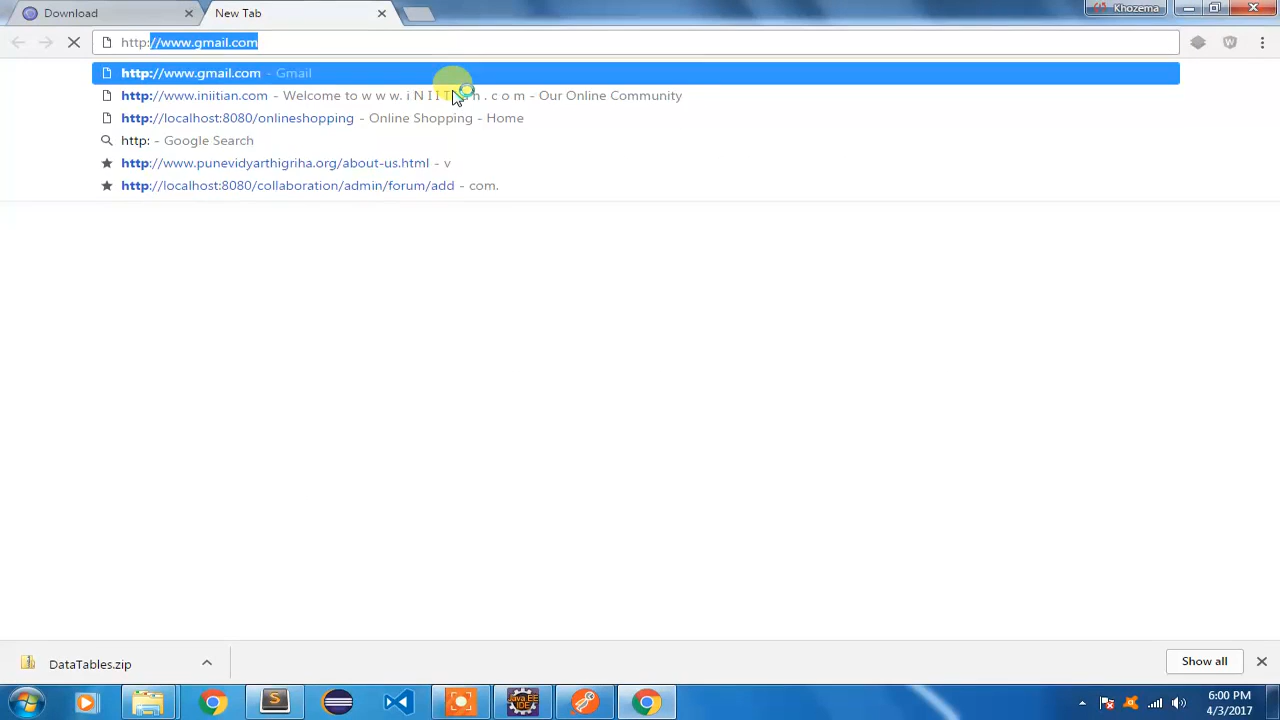 Download
New Tab
Khozema
http://www.gmail.com
http://www.gmail.com - Gmail
http://www.iniitian.com - Welcome to w w w. i N I I T n . c o m - Our Online Community
http://localhost:8080/onlineshopping - Online Shopping - Home
http: - Google Search
http://www.punevidyarthigriha.org/about-us.html - v
http://localhost:8080/collaboration/admin/forum/add - com.
DataTables.zip
Show all
Java EE
IDE
6:00 PM
4/3/2017